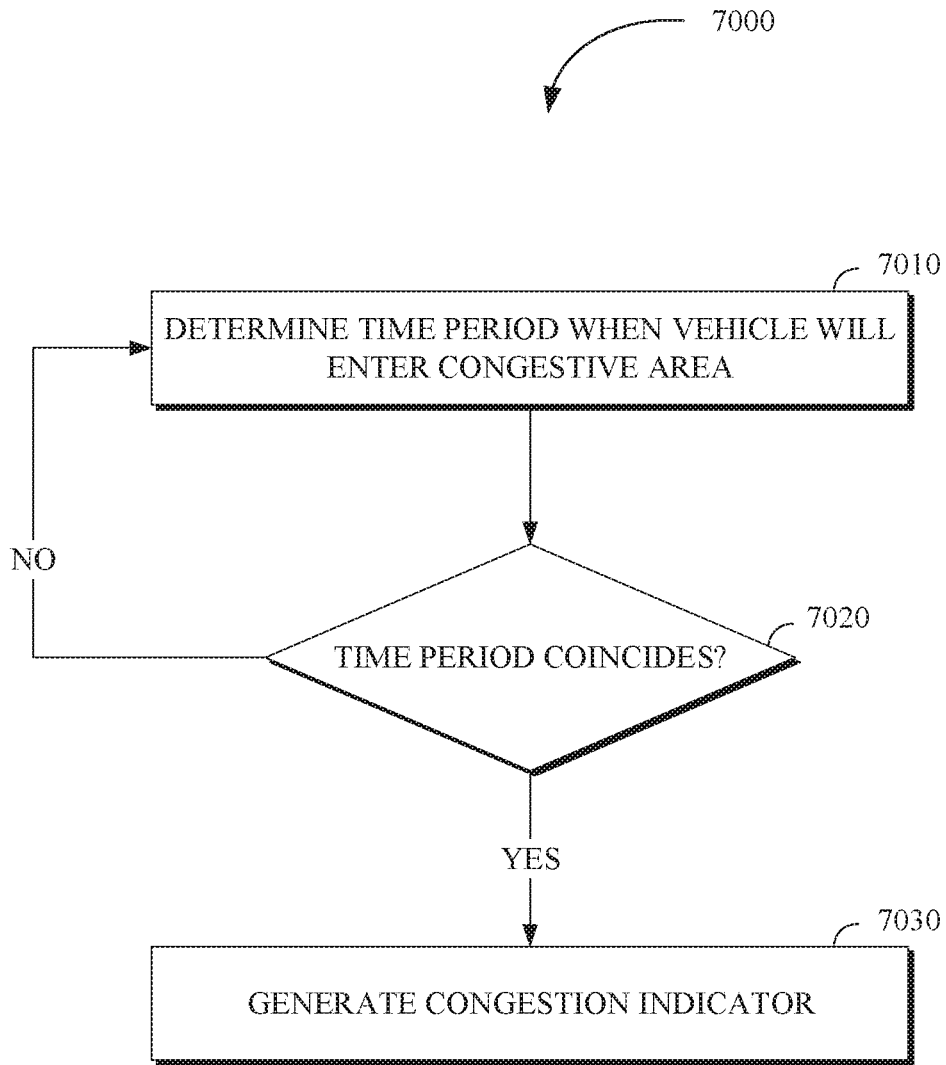 7000
7010
DETERMINE TIME PERIOD WHEN VEHICLE WILL
ENTER CONGESTIVE AREA
NO
7020
TIME PERIOD COINCIDES?
YES
7030
GENERATE CONGESTION INDICATOR